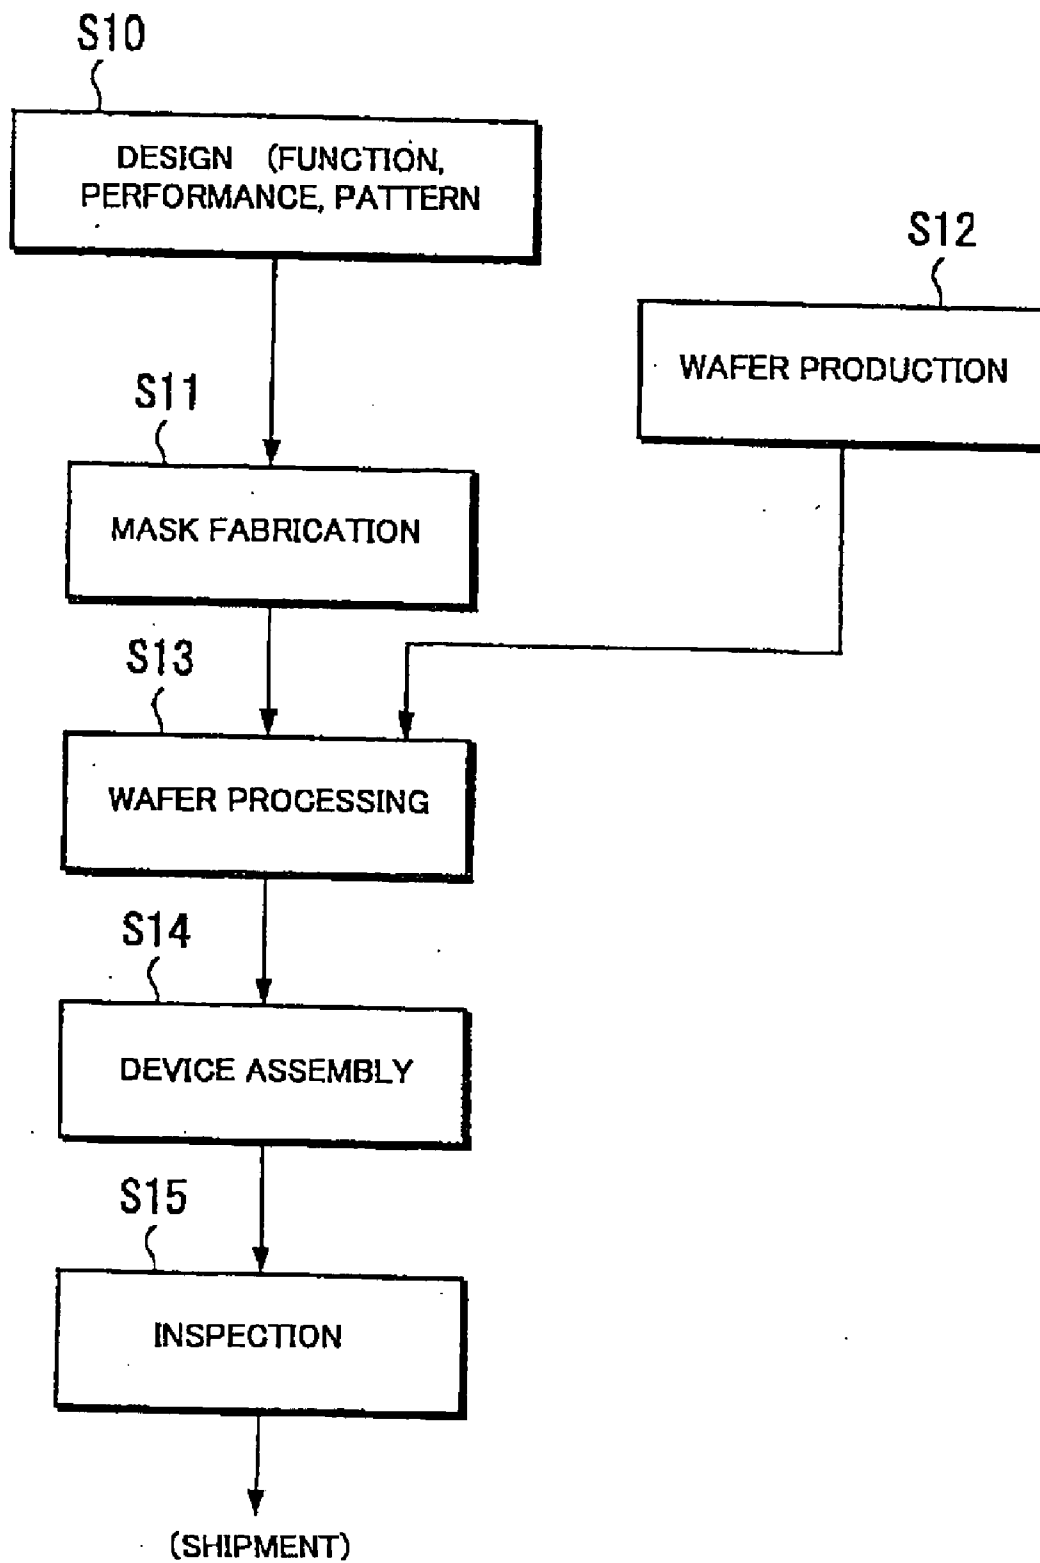 S10
DESIGN (FUNCTION,
PERFORMANCE, PATTERN
S12
WAFER PRODUCTION
S11
MASK FABRICATION
S13
WAFER PROCESSING
S14
DEVICE ASSEMBLY
S15
INSPECTION
(SHIPMENT)